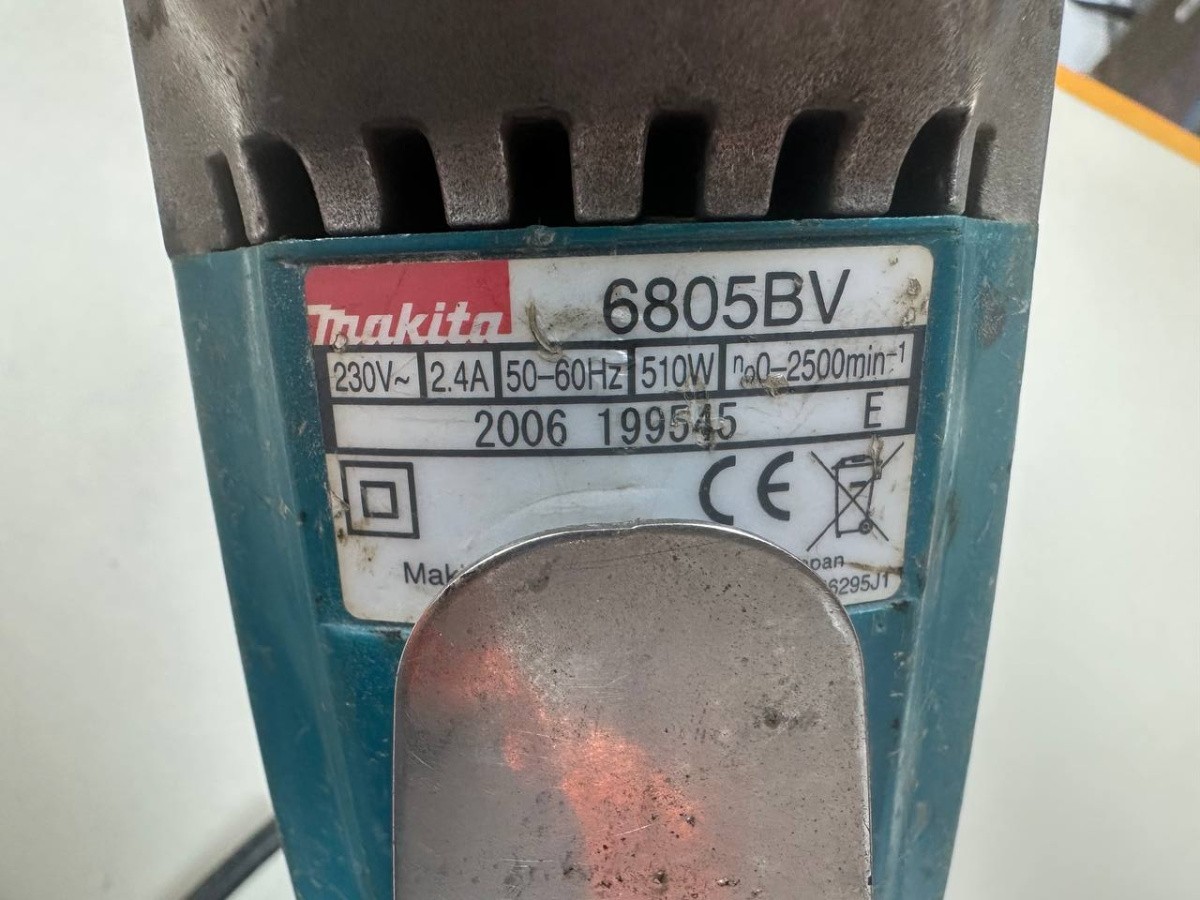 makita 6805BV
230V~ 2.4A 50-60Hz 510W n₀0-2500min⁻¹
2006 199545 E
CE